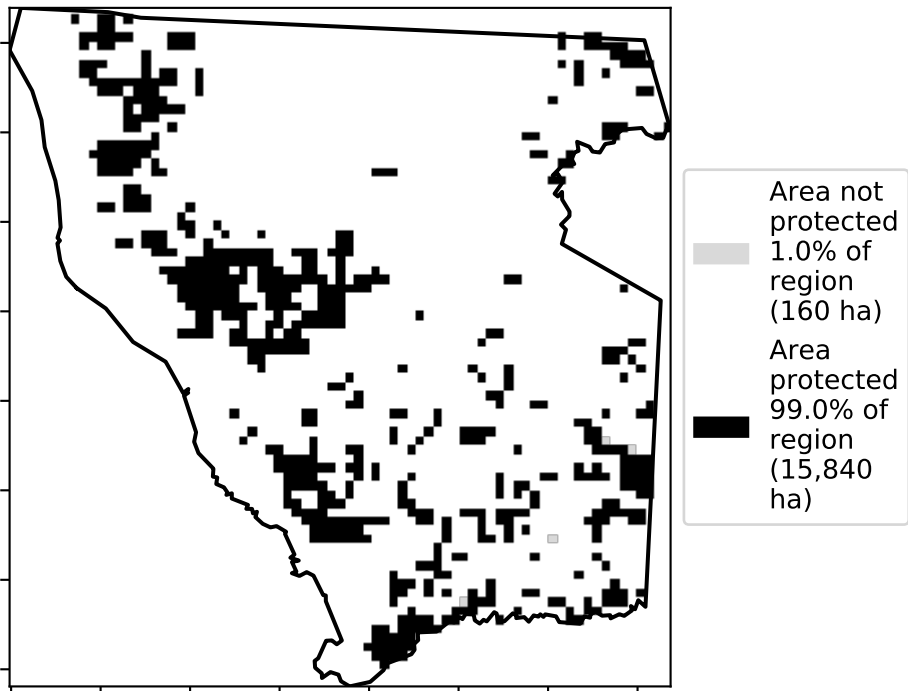 Area not
protected
1.0% of
region
(160 ha)
Area
protected
99.0% of
region
(15,840
ha)